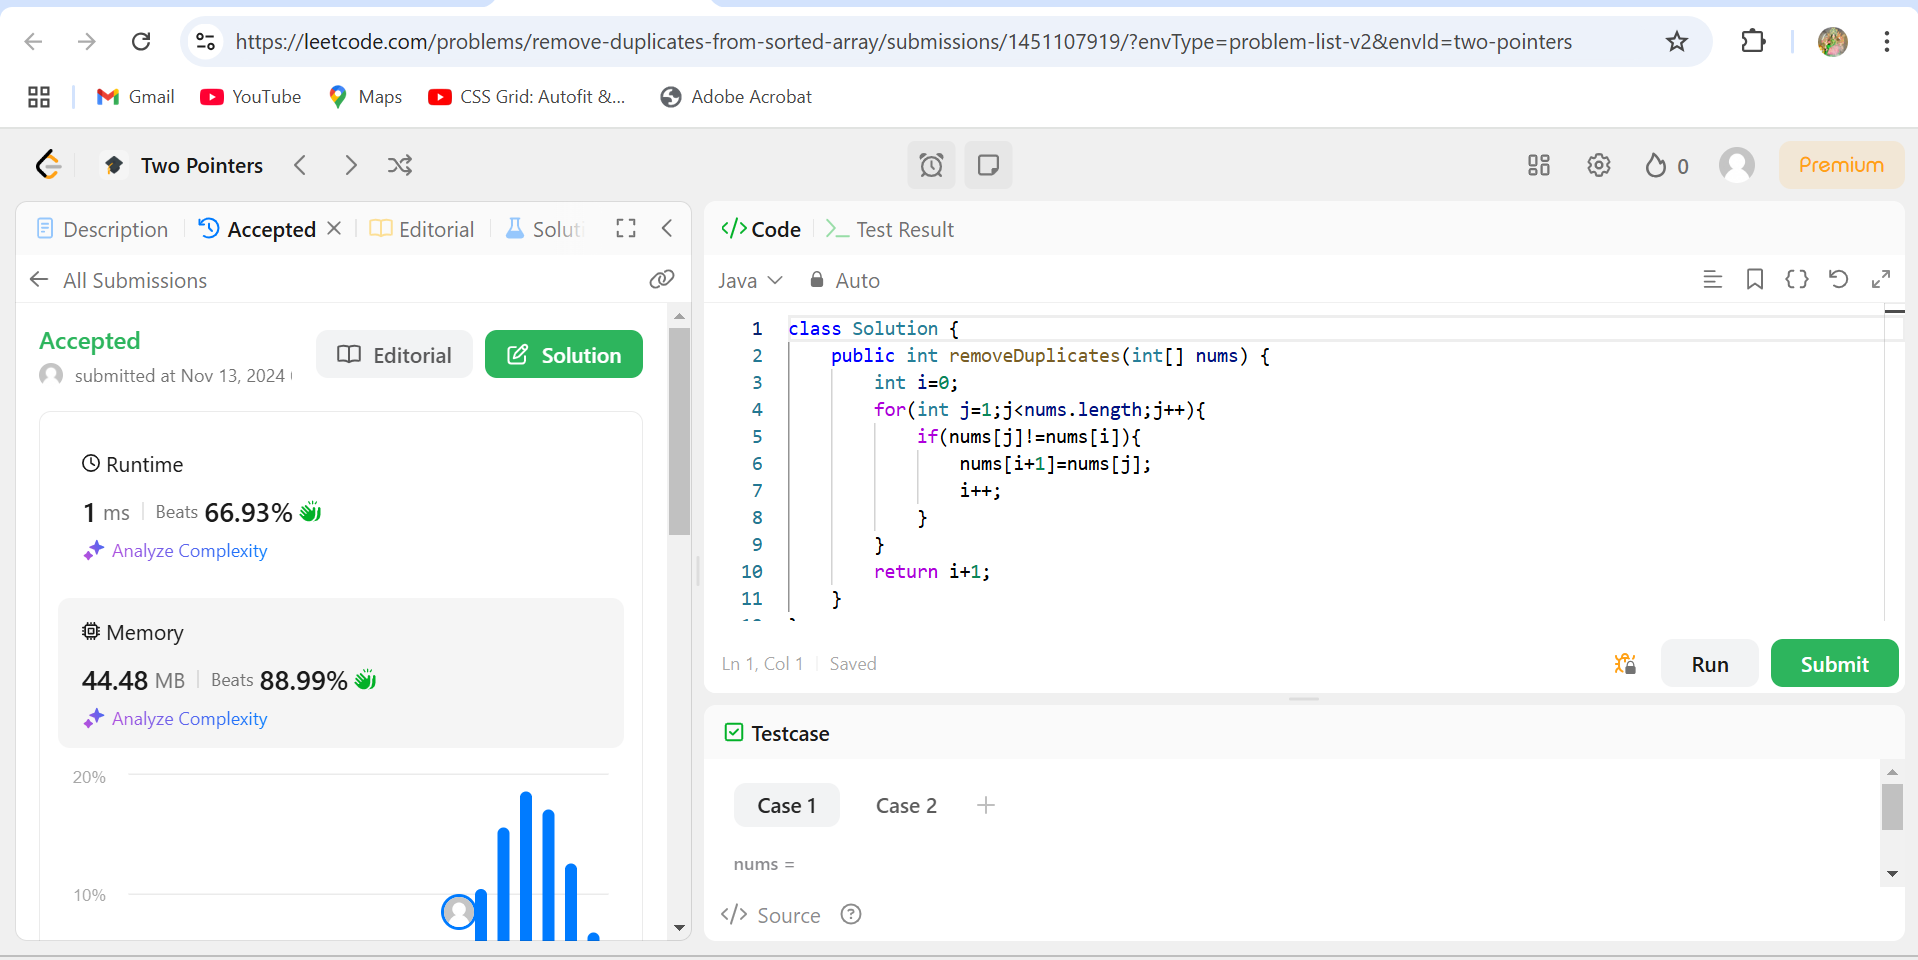 https://leetcode.com/problems/remove-duplicates-from-sorted-array/submissions/1451107919/?envType=problem-list-v2&envId=two-pointers
Gmail YouTube Maps CSS Grid: Autofit &... Adobe Acrobat
Two Pointers 0 Premium
Description Accepted Editorial Soluti
All Submissions
Accepted Editorial Solution
submitted at Nov 13, 2024
Runtime
1 ms Beats 66.93%
Analyze Complexity
Memory
44.48 MB Beats 88.99%
Analyze Complexity
20%
10%
</> Code >_ Test Result
Java Auto
1 class Solution {
2 public int removeDuplicates(int[] nums) {
3 int i=0;
4 for(int j=1;j<nums.length;j++){
5 if(nums[j]!=nums[i]){
6 nums[i+1]=nums[j];
7 i++;
8 }
9 }
10 return i+1;
11 }
Ln 1, Col 1 Saved Run Submit
Testcase
Case 1 Case 2 +
nums =
</> Source ?